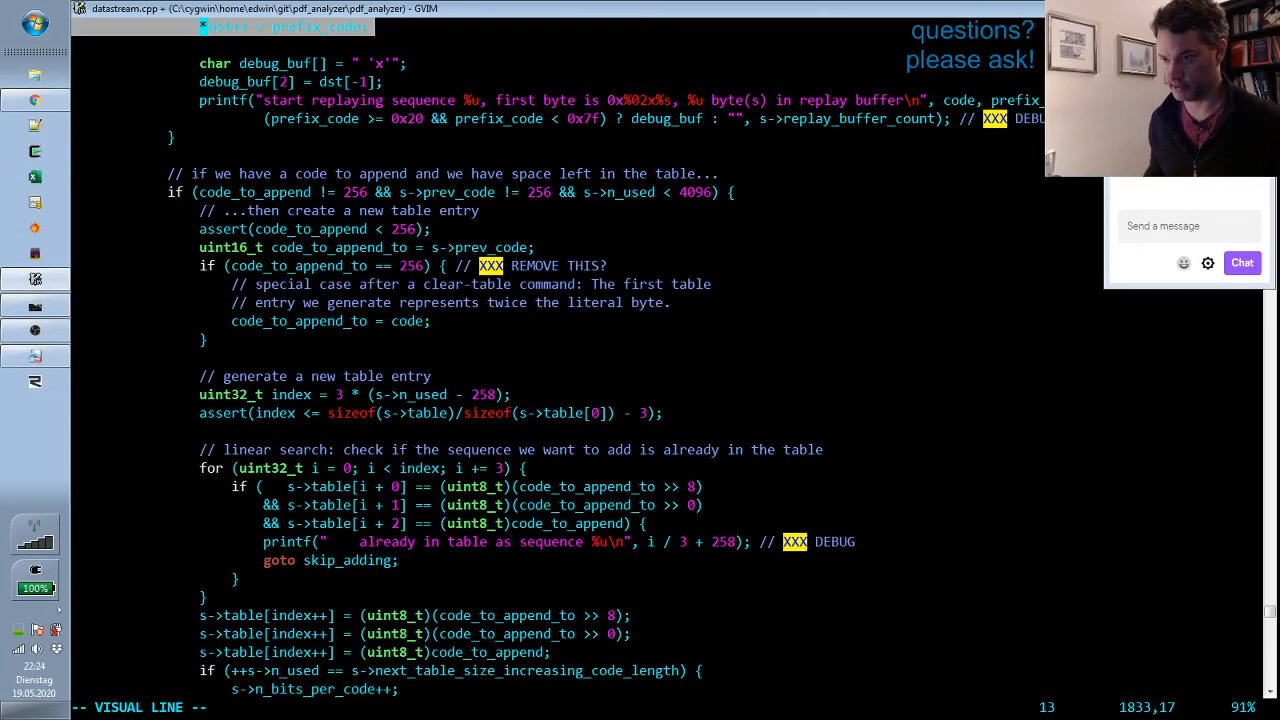 datastream.cpp + (C:\cygwin\home\edwin\git\pdf_analyzer\pdf_analyzer) - GVIM
*dst++ = prefix_code;
questions?
please ask!
char debug_buf[] = " 'x'";
debug_buf[2] = dst[-1];
printf("start replaying sequence %u, first byte is 0x%02x%s, %u byte(s) in replay buffer\n", code, prefix_
(prefix_code >= 0x20 && prefix_code < 0x7f) ? debug_buf : "", s->replay_buffer_count); // XXX DEBU
}
// if we have a code to append and we have space left in the table...
if (code_to_append != 256 && s->prev_code != 256 && s->n_used < 4096) {
// ...then create a new table entry
assert(code_to_append < 256);
uint16_t code_to_append_to = s->prev_code;
if (code_to_append_to == 256) { // XXX REMOVE THIS?
// special case after a clear-table command: The first table
// entry we generate represents twice the literal byte.
code_to_append_to = code;
}
// generate a new table entry
uint32_t index = 3 * (s->n_used - 258);
assert(index <= sizeof(s->table)/sizeof(s->table[0]) - 3);
// linear search: check if the sequence we want to add is already in the table
for (uint32_t i = 0; i < index; i += 3) {
if (   s->table[i + 0] == (uint8_t)(code_to_append_to >> 8)
&& s->table[i + 1] == (uint8_t)(code_to_append_to >> 0)
&& s->table[i + 2] == (uint8_t)code_to_append) {
printf("    already in table as sequence %u\n", i / 3 + 258); // XXX DEBUG
goto skip_adding;
}
}
s->table[index++] = (uint8_t)(code_to_append_to >> 8);
s->table[index++] = (uint8_t)(code_to_append_to >> 0);
s->table[index++] = (uint8_t)code_to_append;
if (++s->n_used == s->next_table_size_increasing_code_length) {
s->n_bits_per_code++;
-- VISUAL LINE --
13
1833,17
91%
Send a message
Chat
100%
22:24
Dienstag
19.05.2020